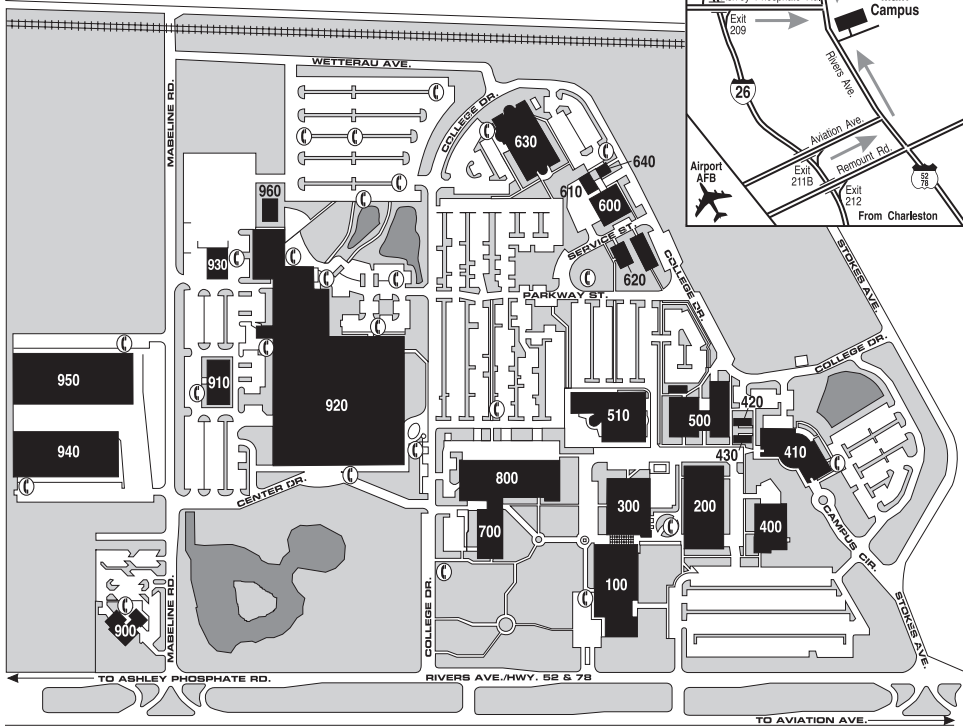 Campus
Exit
209
26
Rivers Ave.
Aviation Ave.
Remount Rd.
Airport
AFB
Exit
211B
Exit
212
52
78
From Charleston
WETTERAU AVE.
MABELINE RD.
COLLEGE DR.
630
640
610
600
960
SERVICE ST.
930
620
COLLEGE DR.
STOKES AVE.
PARKWAY ST.
COLLEGE DR.
950
910
920
510
500
420
430
410
940
CENTER DR.
800
300
200
400
700
CAMPUS CIR.
100
900
MABELINE RD.
COLLEGE DR.
STOKES AVE.
TO ASHLEY PHOSPHATE RD.
RIVERS AVE./HWY. 52 & 78
TO AVIATION AVE.